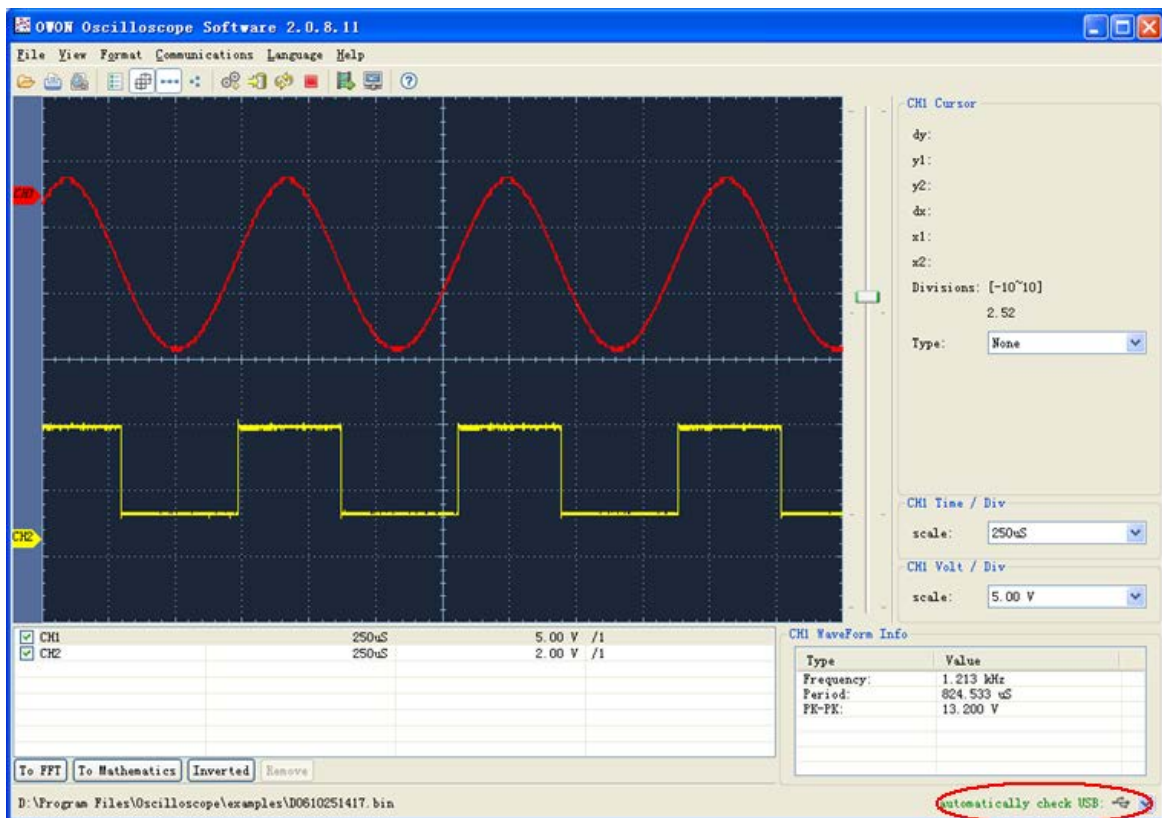 OWON Oscilloscope Software 2.0.8.11
File View Format Communications Language Help
CH1 Cursor
dy:
y1:
y2:
dx:
x1:
x2:
Divisions: [-10~10]
2.52
Type: None
CH1
CH2
CH1 Time / Div
scale: 250uS
CH1 Volt / Div
scale: 5.00 V
CH1 250uS 5.00 V /1
CH2 250uS 2.00 V /1
CH1 WaveForm Info
Type Value
Frequency: 1.213 kHz
Period: 824.533 uS
PK-PK: 13.200 V
To FFT To Mathematics Inverted Remove
D:\Program Files\Oscilloscope\examples\D0610251417.bin
automatically check USB: